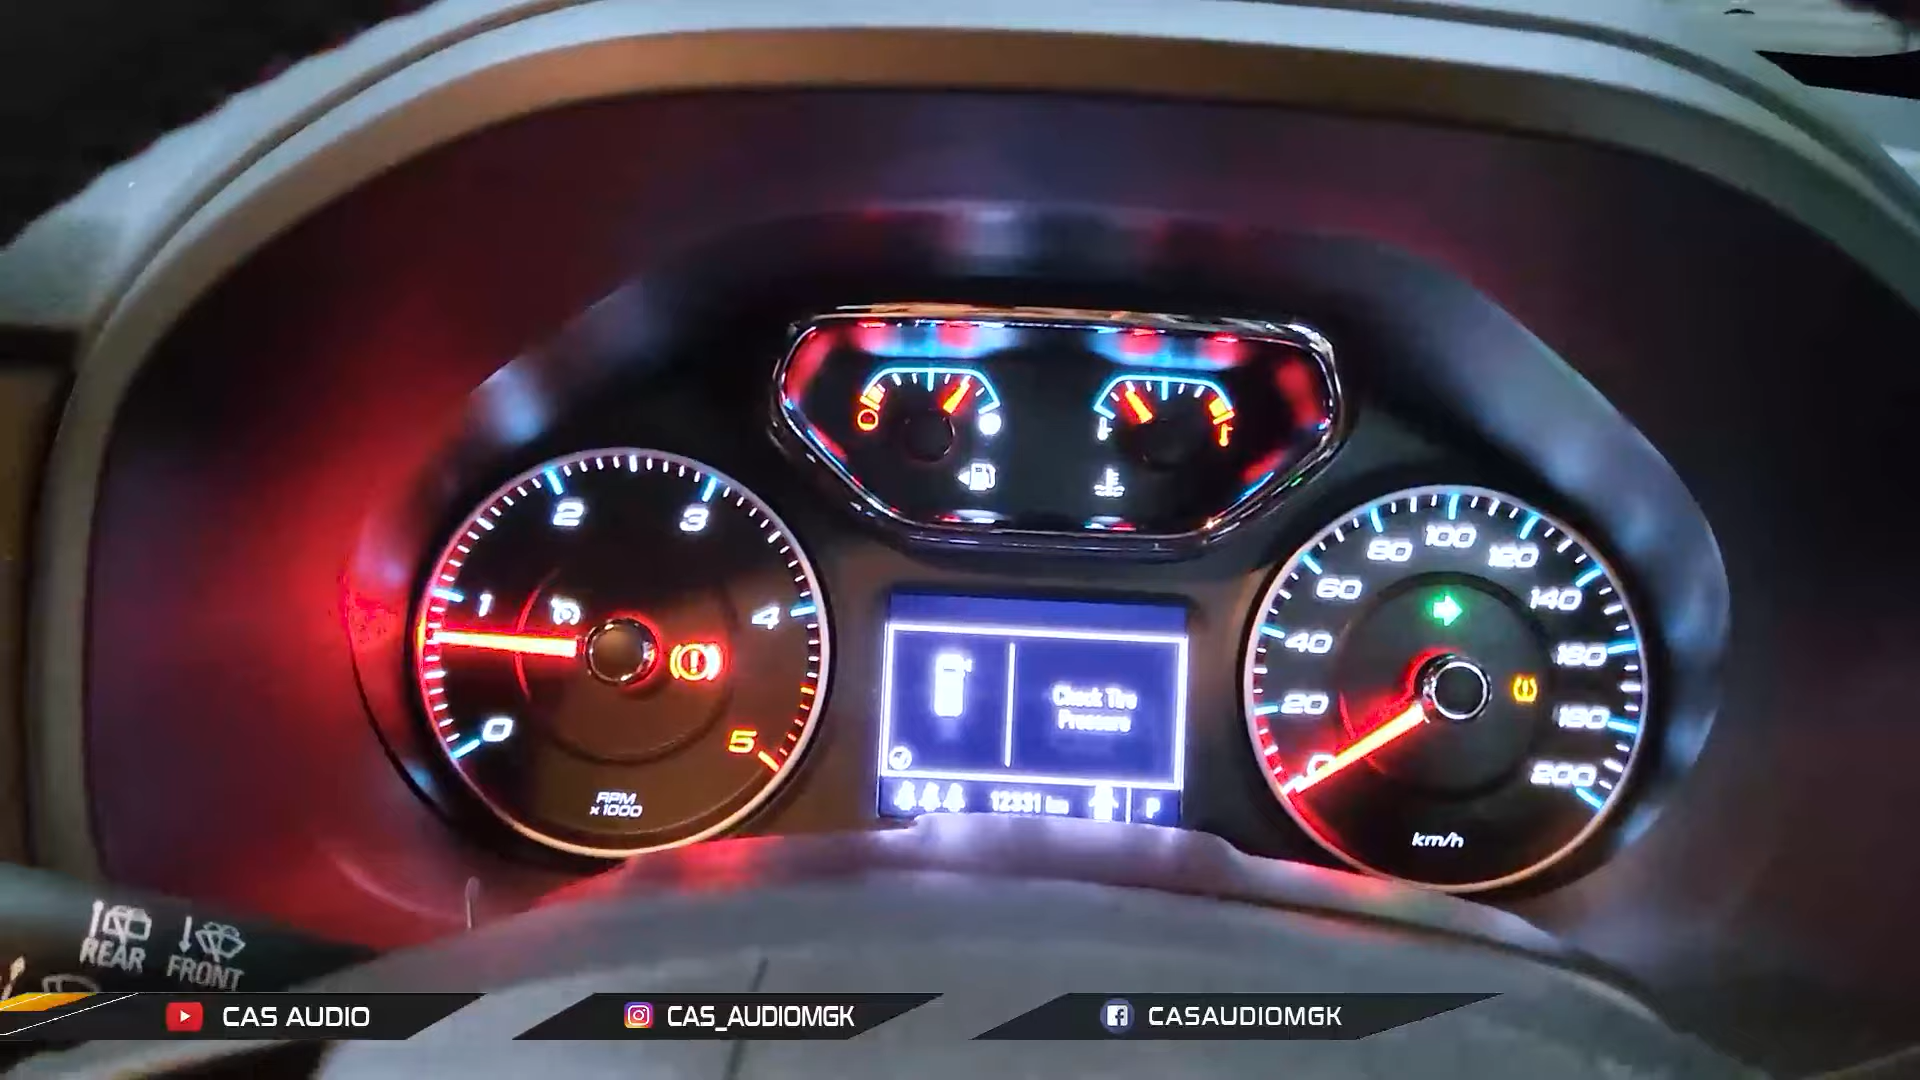 2
3
1
4
0
5
RPM
x1000
Check Tire
Pressure
12331 km
P
100
80
120
60
140
40
160
20
180
0
200
km/h
REAR
FRONT
CAS AUDIO
CAS_AUDIOMGK
CASAUDIOMGK